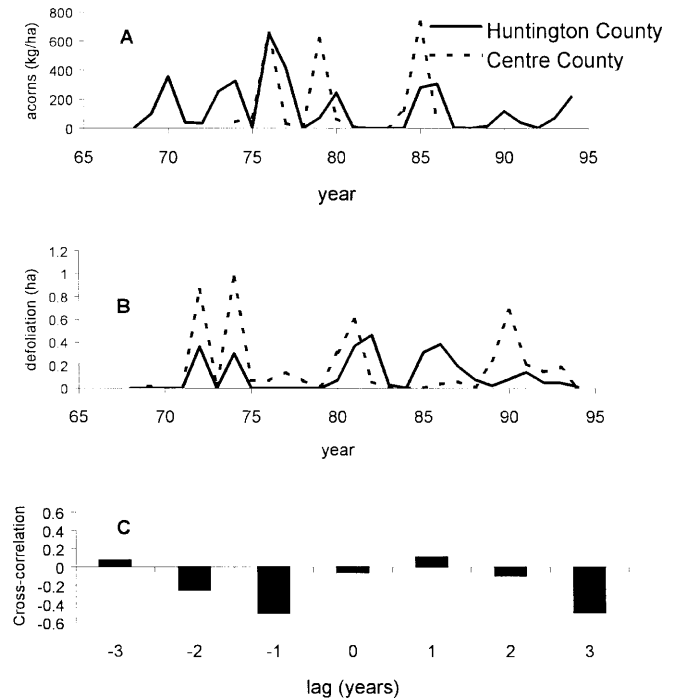 800
600
400
200
0
acorns (kg/ha)
A
Huntington County
Centre County
65 70 75 80 85 90 95
year
1.2
1
0.8
0.6
0.4
0.2
0
defoliation (ha)
B
65 70 75 80 85 90 95
year
0.6
0.4
0.2
0
-0.2
-0.4
-0.6
Cross-correlation
C
-3 -2 -1 0 1 2 3
lag (years)